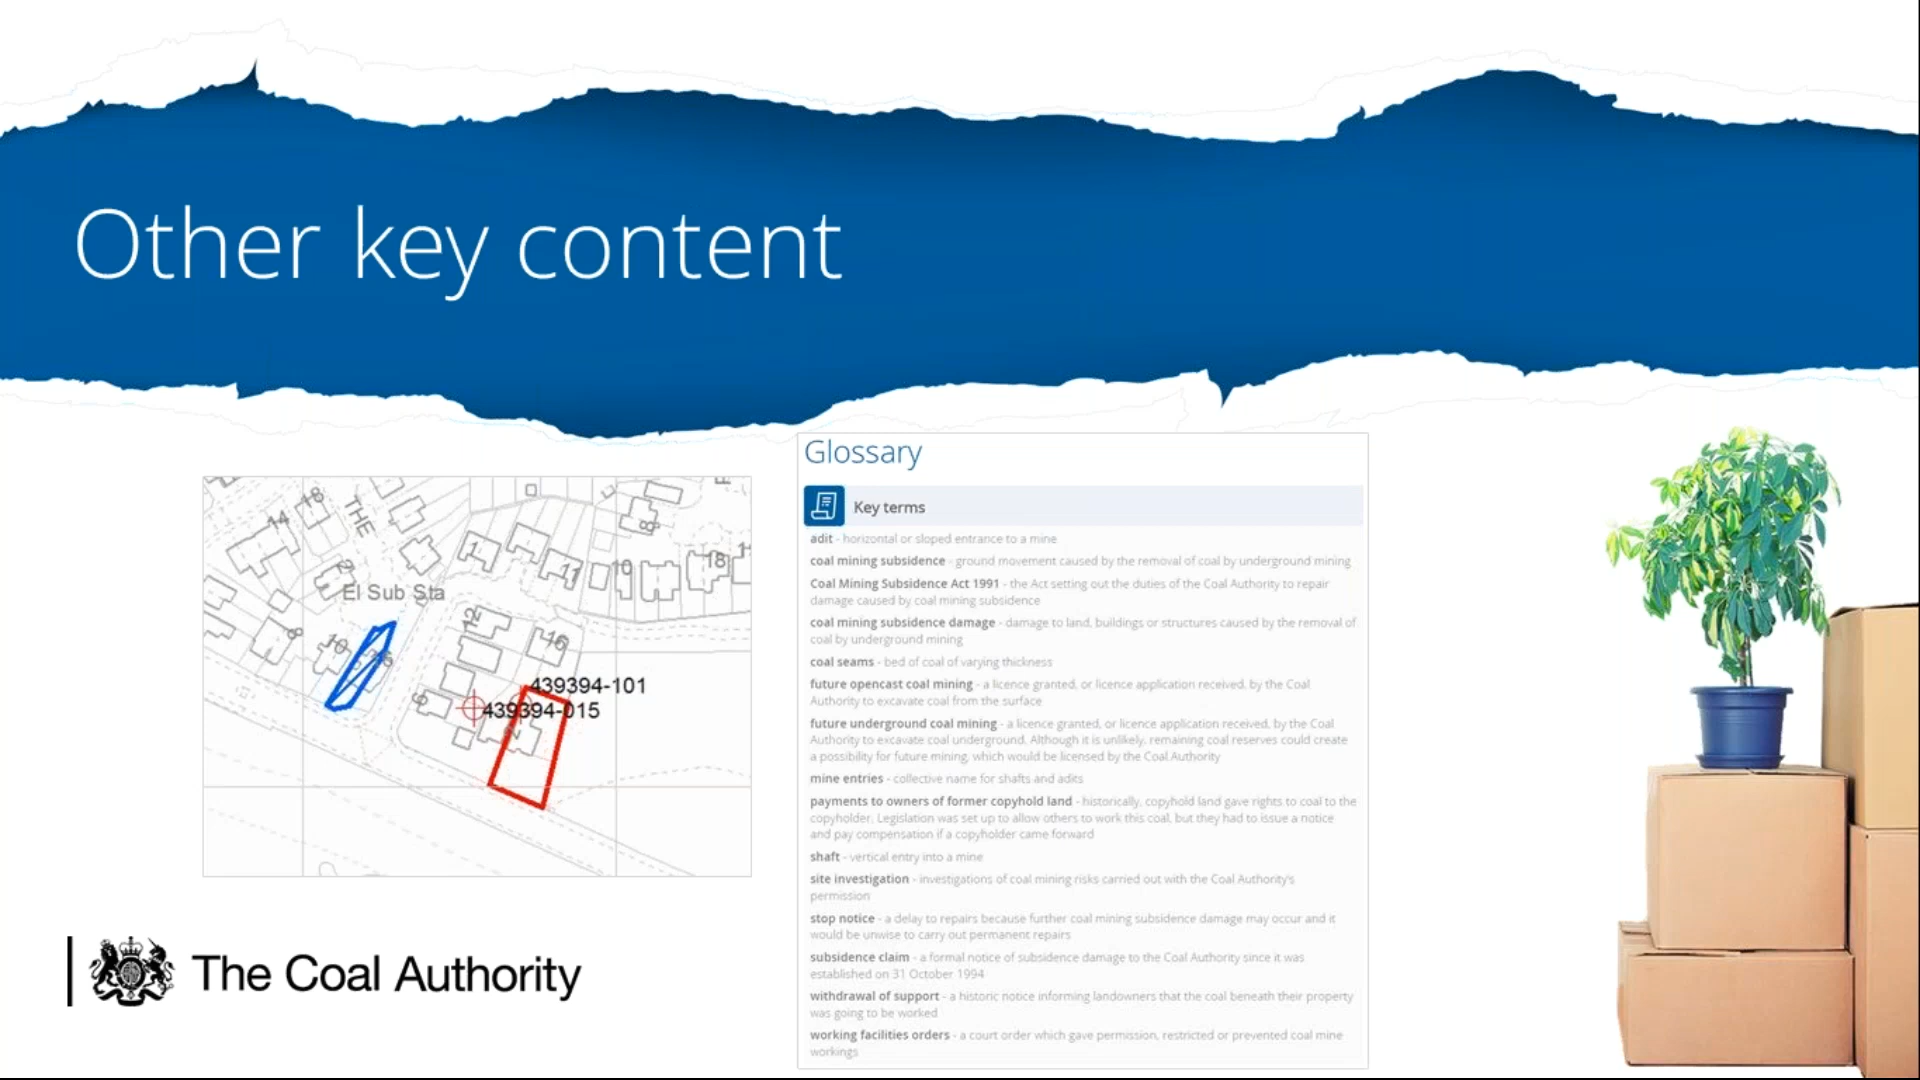 Other key content
14
18
THE
8
1
11
10
18
2
El Sub Sta
12
16
8
10
15
6
439394-101
439394-015
2
The Coal Authority
Glossary
Key terms
adit - horizontal or sloped entrance to a mine
coal mining subsidence - ground movement caused by the removal of coal by underground mining
Coal Mining Subsidence Act 1991 - the Act setting out the duties of the Coal Authority to repair
damage caused by coal mining subsidence
coal mining subsidence damage - damage to land, buildings or structures caused by the removal of
coal by underground mining
coal seams - bed of coal of varying thickness
future opencast coal mining - a licence granted, or licence application received, by the Coal
Authority to excavate coal from the surface
future underground coal mining - a licence granted, or licence application received, by the Coal
Authority to excavate coal underground. Although it is unlikely, remaining coal reserves could create
a possibility for future mining, which would be licensed by the Coal Authority
mine entries - collective name for shafts and adits
payments to owners of former copyhold land - historically, copyhold land gave rights to coal to the
copyholder. Legislation was set up to allow others to work this coal, but they had to issue a notice
and pay compensation if a copyholder came forward
shaft - vertical entry into a mine
site investigation - investigations of coal mining risks carried out with the Coal Authority's
permission
stop notice - a delay to repairs because further coal mining subsidence damage may occur and it
would be unwise to carry out permanent repairs
subsidence claim - a formal notice of subsidence damage to the Coal Authority since it was
established on 31 October 1994
withdrawal of support - a historic notice informing landowners that the coal beneath their property
was going to be worked
working facilities orders - a court order which gave permission, restricted or prevented coal mine
workings